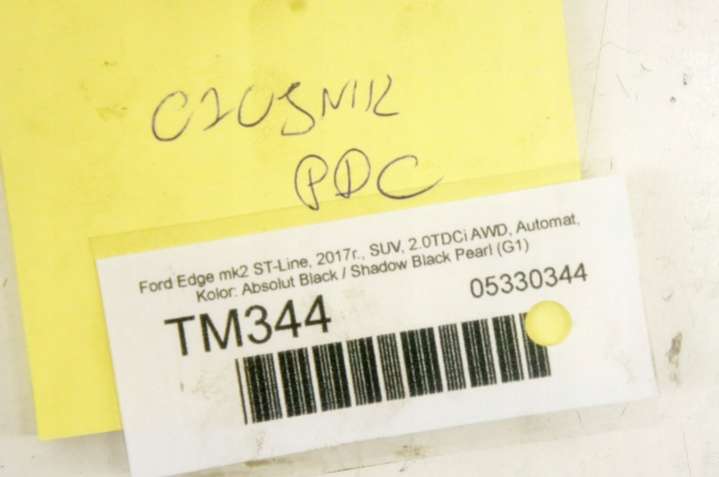 CZUJNIK
PDC
Ford Edge mk2 ST-Line, 2017r., SUV, 2.0TDCi AWD, Automat,
Kolor: Absolut Black / Shadow Black Pearl (G1)
TM344
05330344